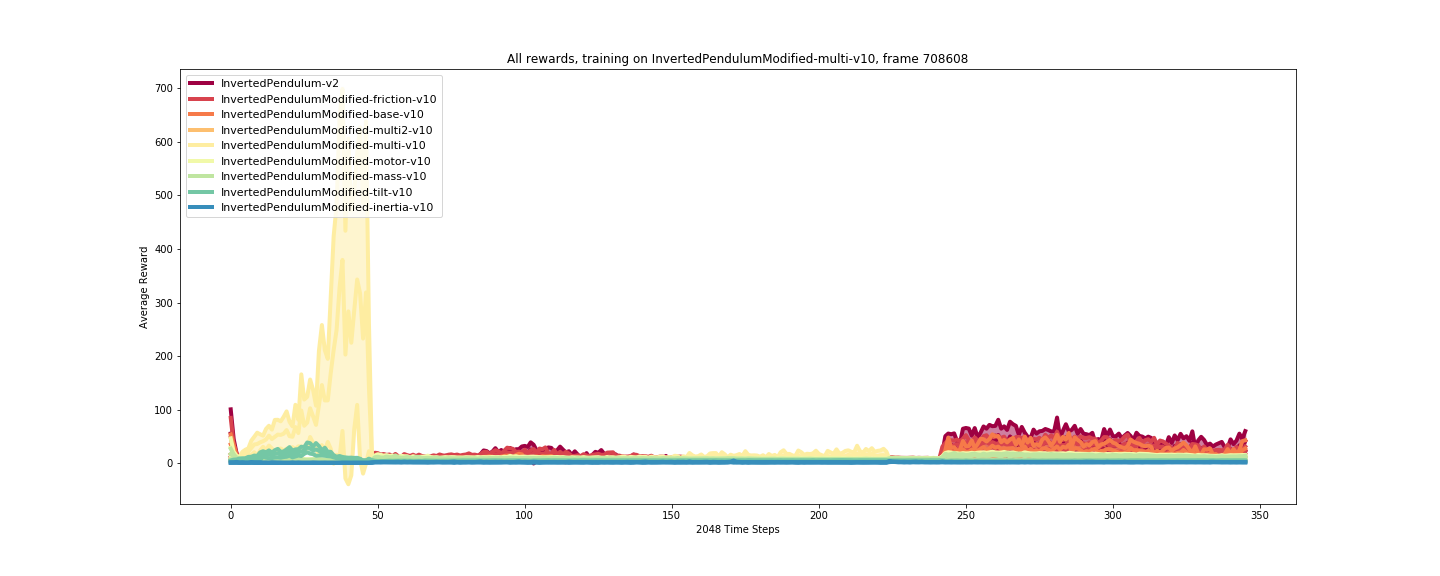 All rewards, training on InvertedPendulumModified-multi-v10, frame 708608
InvertedPendulum-v2
InvertedPendulumModified-friction-v10
InvertedPendulumModified-base-v10
InvertedPendulumModified-multi2-v10
InvertedPendulumModified-multi-v10
InvertedPendulumModified-motor-v10
InvertedPendulumModified-mass-v10
InvertedPendulumModified-tilt-v10
InvertedPendulumModified-inertia-v10
700
600
500
400
300
200
100
0
Average Reward
0 50 100 150 200 250 300 350
2048 Time Steps